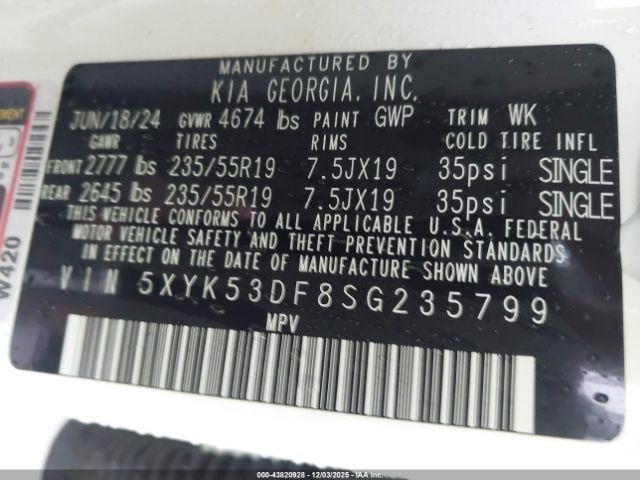 MANUFACTURED BY
KIA GEORGIA, INC.
JUN/18/24 GVWR 4674 lbs PAINT GWP TRIM WK
GAWR TIRES RIMS COLD TIRE INFL
FRONT 2777 lbs 235/55R19 7.5JX19 35psi SINGLE
REAR 2645 lbs 235/55R19 7.5JX19 35psi SINGLE
THIS VEHICLE CONFORMS TO ALL APPLICABLE U.S.A. FEDERAL
MOTOR VEHICLE SAFETY AND THEFT PREVENTION STANDARDS
IN EFFECT ON THE DATE OF MANUFACTURE SHOWN ABOVE
VIN 5XYK53DF8SG235799
MPV
W420
000-43820928 - 12/03/2025 - IAA Inc.